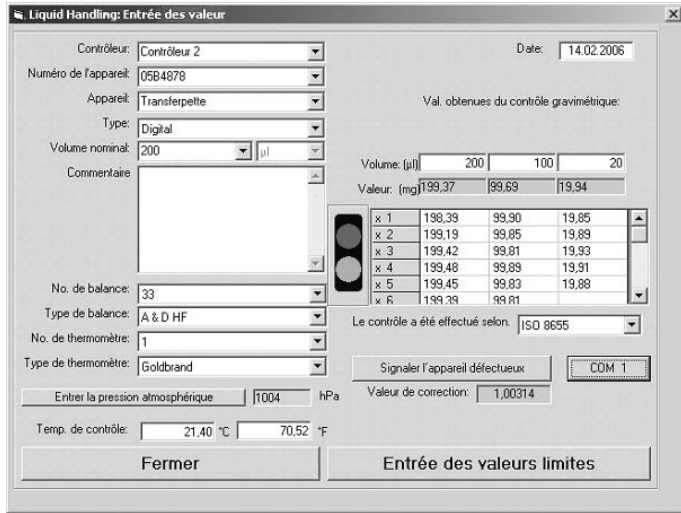 Liquid Handling: Entrée des valeur
Contrôleur: Contrôleur 2
Date: 14.02.2006
Numéro de l'appareil: 05B4878
Appareil: Transferpette
Val. obtenues du contrôle gravimétrique:
Type: Digital
Volume nominal: 200 µl
Commentaire
Volume: (µl) 200 100 20
Valeur: (mg) 199,37 99,69 19,94
x 1 198,39 99,90 19,85
x 2 199,19 99,85 19,89
x 3 199,42 99,81 19,93
x 4 199,48 99,89 19,91
x 5 199,45 99,83 19,88
x 6 199,39 99,81
No. de balance: 33
Type de balance: A & D HF
Le contrôle a été effectué selon. ISO 8655
No. de thermomètre: 1
Type de thermomètre: Goldbrand
Signaler l'appareil défectueux
COM 1
Entrer la pression atmosphérique 1004 hPa
Valeur de correction: 1,00314
Temp. de contrôle: 21,40 °C 70,52 °F
Fermer
Entrée des valeurs limites